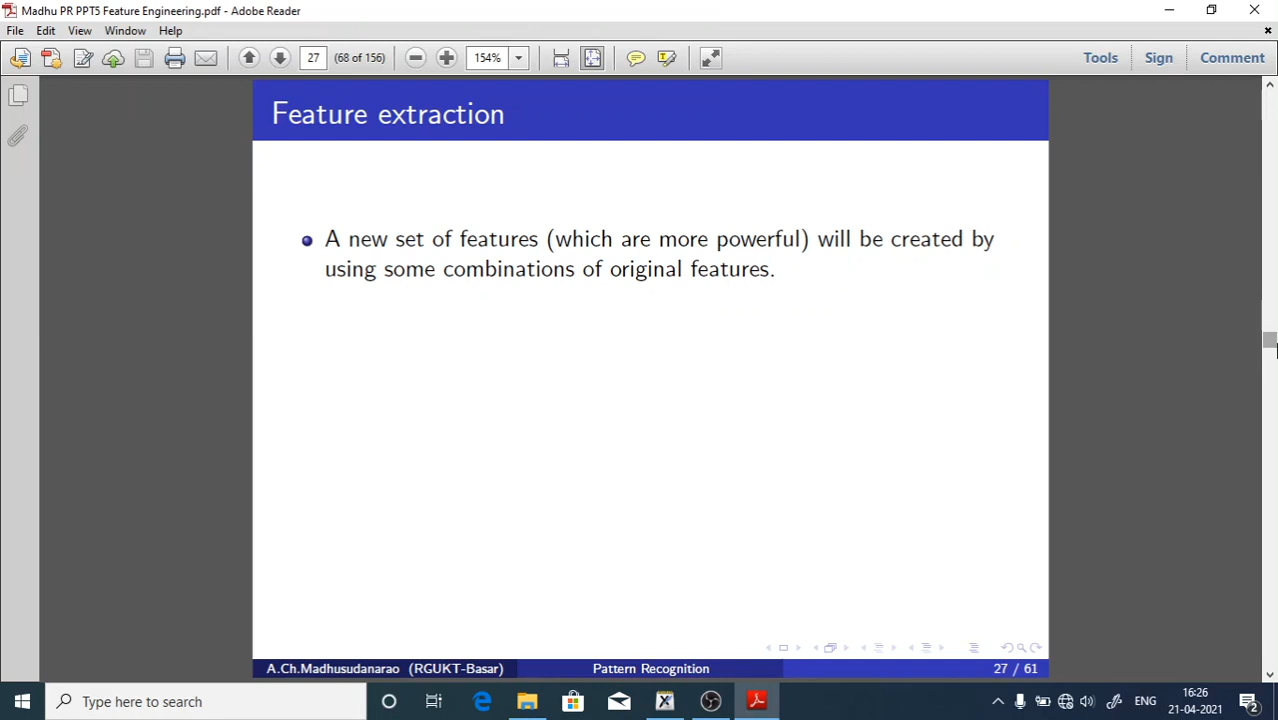 Madhu PR PPT5 Feature Engineering.pdf - Adobe Reader
File Edit View Window Help
27 (68 of 156) 154% Tools Sign Comment
Feature extraction
A new set of features (which are more powerful) will be created by
using some combinations of original features.
A.Ch.Madhusudanarao (RGUKT-Basar) Pattern Recognition 27 / 61
Type here to search
ENG
16:26
21-04-2021
2